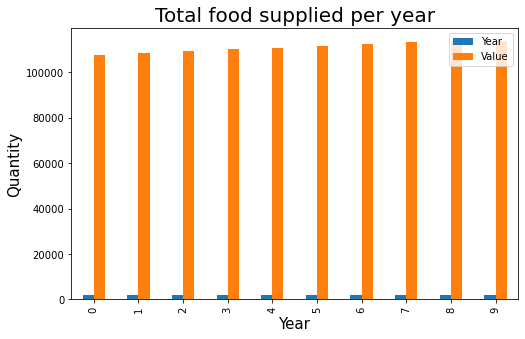 Total food supplied per year
Year
Value
Quantity
100000
80000
60000
40000
20000
0
0 1 2 3 4 5 6 7 8 9
Year